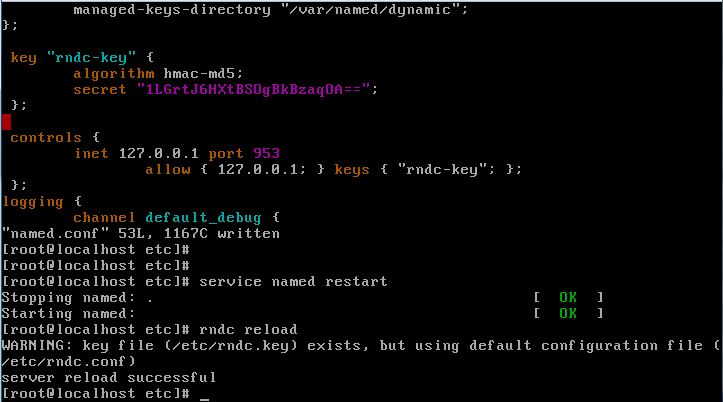 managed-keys-directory "/var/named/dynamic";
};
key "rndc-key" {
algorithm hmac-md5;
secret "1LGrtJ6HXtBSOgBkBzaqOA==";
};
controls {
inet 127.0.0.1 port 953
allow { 127.0.0.1; } keys { "rndc-key"; };
};
logging {
channel default_debug {
"named.conf" 53L, 1167C written
[root@localhost etc]#
[root@localhost etc]#
[root@localhost etc]# service named restart
Stopping named: . [ OK ]
Starting named: [ OK ]
[root@localhost etc]# rndc reload
WARNING: key file (/etc/rndc.key) exists, but using default configuration file (
/etc/rndc.conf)
server reload successful
[root@localhost etc]# _